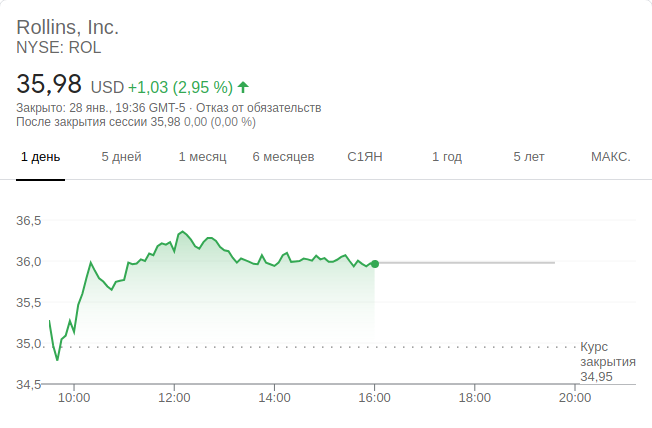 Rollins, Inc.
NYSE: ROL
35,98 USD +1,03 (2,95 %)
Закрыто: 28 янв., 19:36 GMT-5 · Отказ от обязательств
После закрытия сессии 35,98 0,00 (0,00 %)
1 день 5 дней 1 месяц 6 месяцев С1ЯН 1 год 5 лет МАКС.
36,5
36,0
35,5
35,0
Курс
закрытия
34,95
34,5
10:00 12:00 14:00 16:00 18:00 20:00